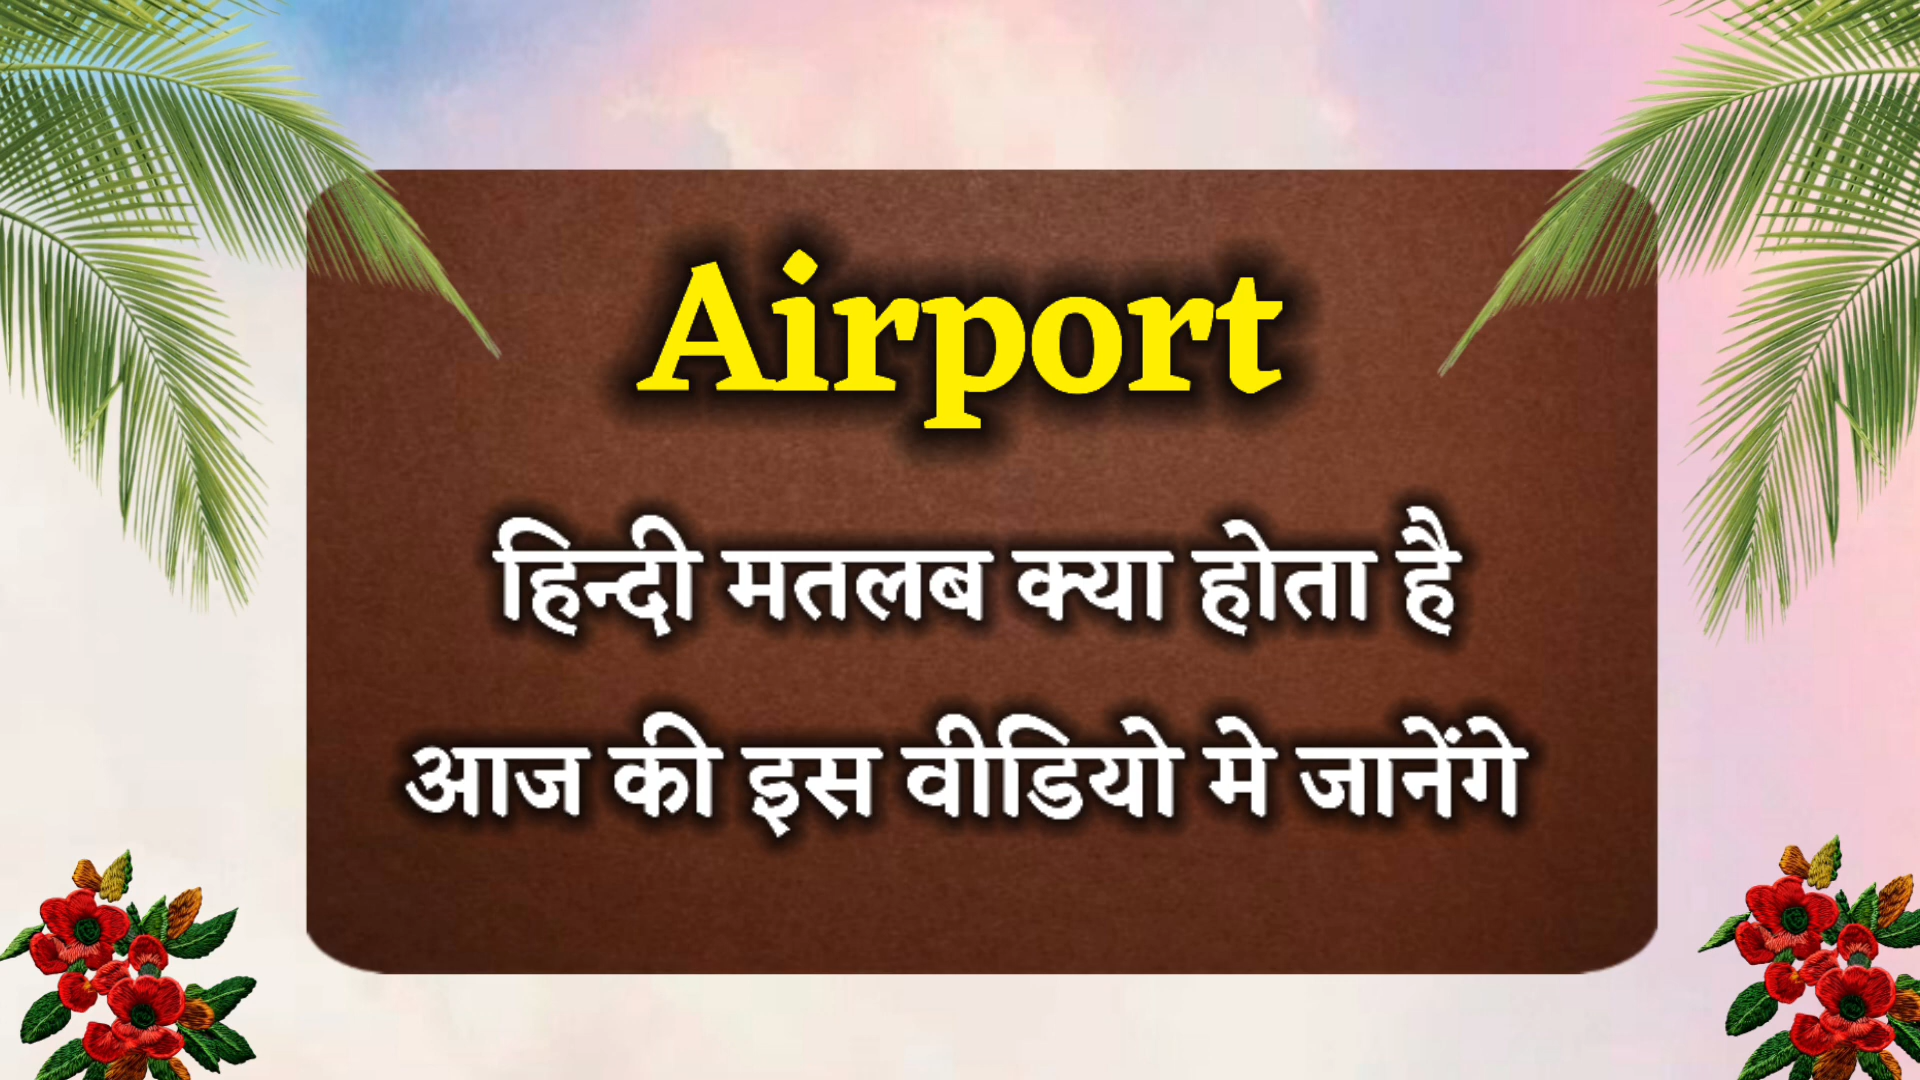 Airport
हिन्दी मतलब क्या होता है
आज की इस वीडियो मे जानेंगे